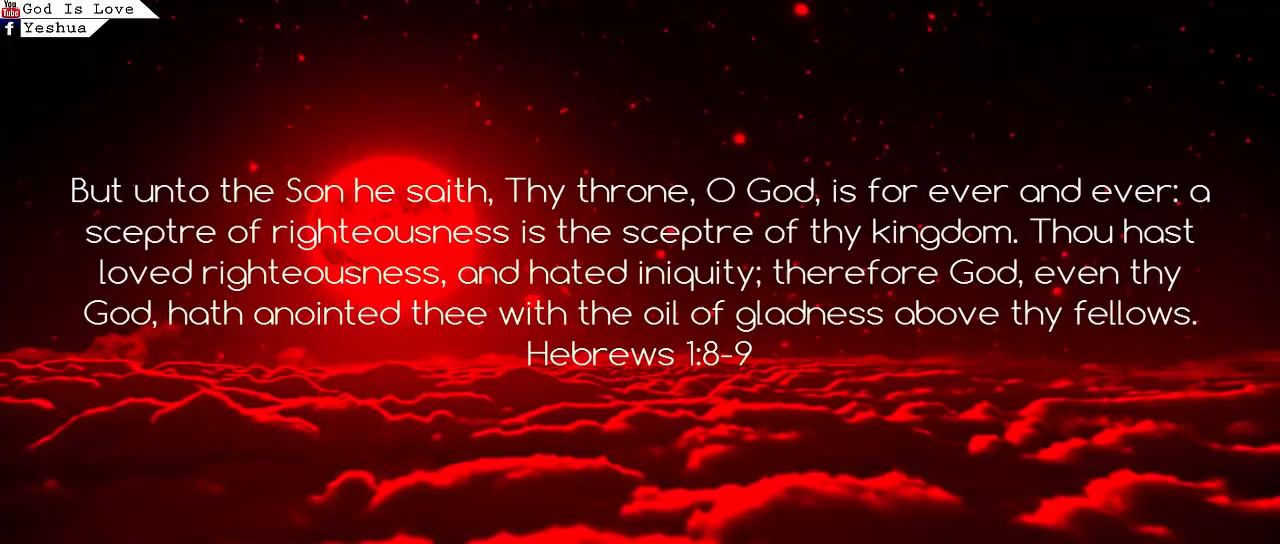 You
Tube
God Is Love
f
Yeshua
But unto the Son he saith, Thy throne, O God, is for ever and ever: a
sceptre of righteousness is the sceptre of thy kingdom. Thou hast
loved righteousness, and hated iniquity; therefore God, even thy
God, hath anointed thee with the oil of gladness above thy fellows.
Hebrews 1:8-9